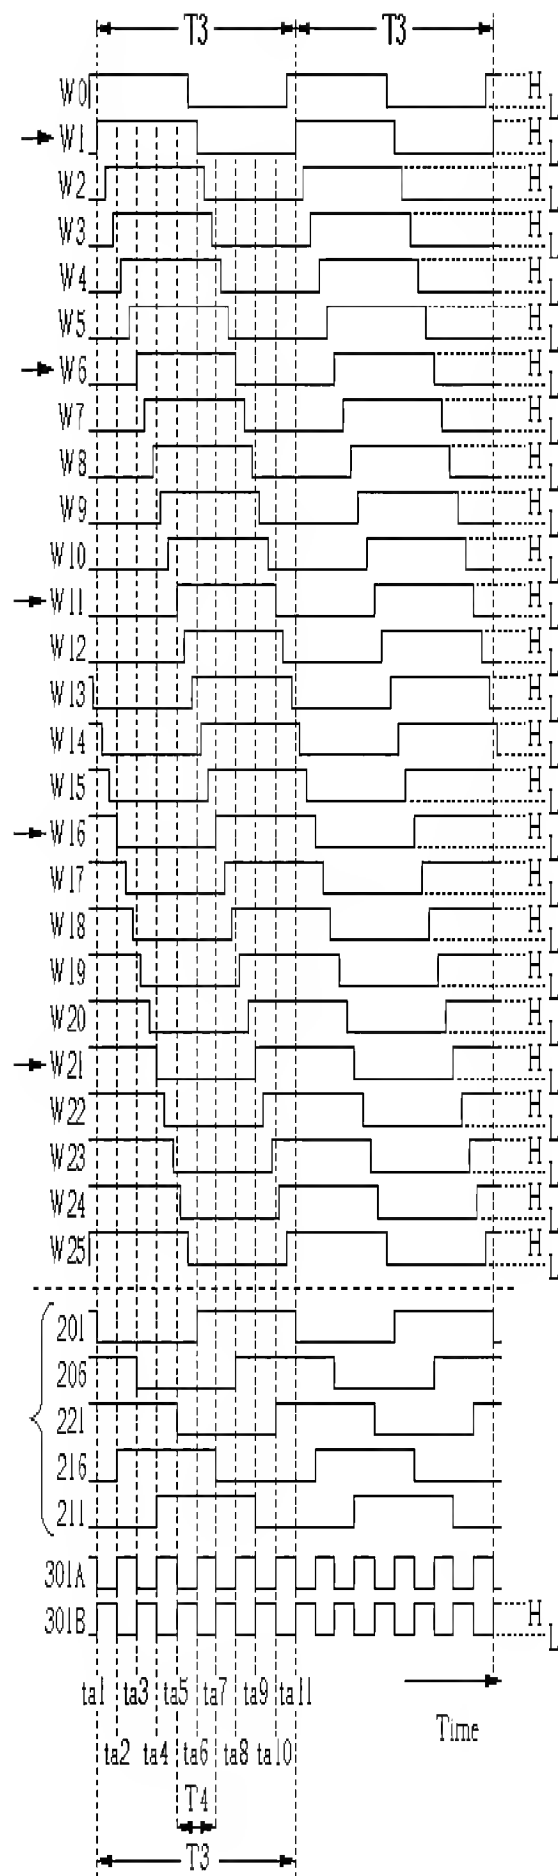 T3 T3
W0 H L
W1 H L
W2 H L
W3 H L
W4 H L
W5 H L
W6 H L
W7 H L
W8 H L
W9 H L
W10 H L
W11 H L
W12 H L
W13 H L
W14 H L
W15 H L
W16 H L
W17 H L
W18 H L
W19 H L
W20 H L
W21 H L
W22 H L
W23 H L
W24 H L
W25 H L
201
206
221
216
211
301A
301B H L
ta1 ta3 ta5 ta7 ta9 ta11
Time
ta2 ta4 ta6 ta8 ta10
T4
T3